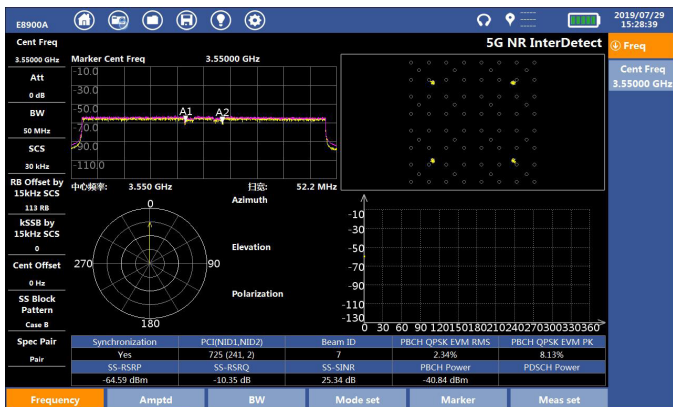 E8900A
2019/07/29
15:28:39
Cent Freq
3.55000 GHz
Att
0 dB
BW
50 MHz
SCS
30 kHz
RB Offset by
15kHz SCS
113 RB
kSSB by
15kHz SCS
0
Cent Offset
0 Hz
SS Block
Pattern
Case B
Spec Pair
Pair
5G NR InterDetect
Marker Cent Freq 3.55000 GHz
-10.0
-30.0
-50.0
A1 A2
-70.0
-90.0
-110.0
中心频率: 3.550 GHz 扫宽: 52.2 MHz
Azimuth
Elevation
Polarization
0
90
180
270
-10
-30
-50
-70
-90
-110
-130
0 30 60 90 120150180210240270300330360
Synchronization PCI(NID1,NID2) Beam ID PBCH QPSK EVM RMS PBCH QPSK EVM PK
Yes 725 (241, 2) 7 2.34% 8.13%
SS-RSRP SS-RSRQ SS-SINR PBCH Power PDSCH Power
-64.59 dBm -10.35 dB 25.34 dB -40.84 dBm
Freq
Cent Freq
3.55000 GHz
Frequency Amptd BW Mode set Marker Meas set